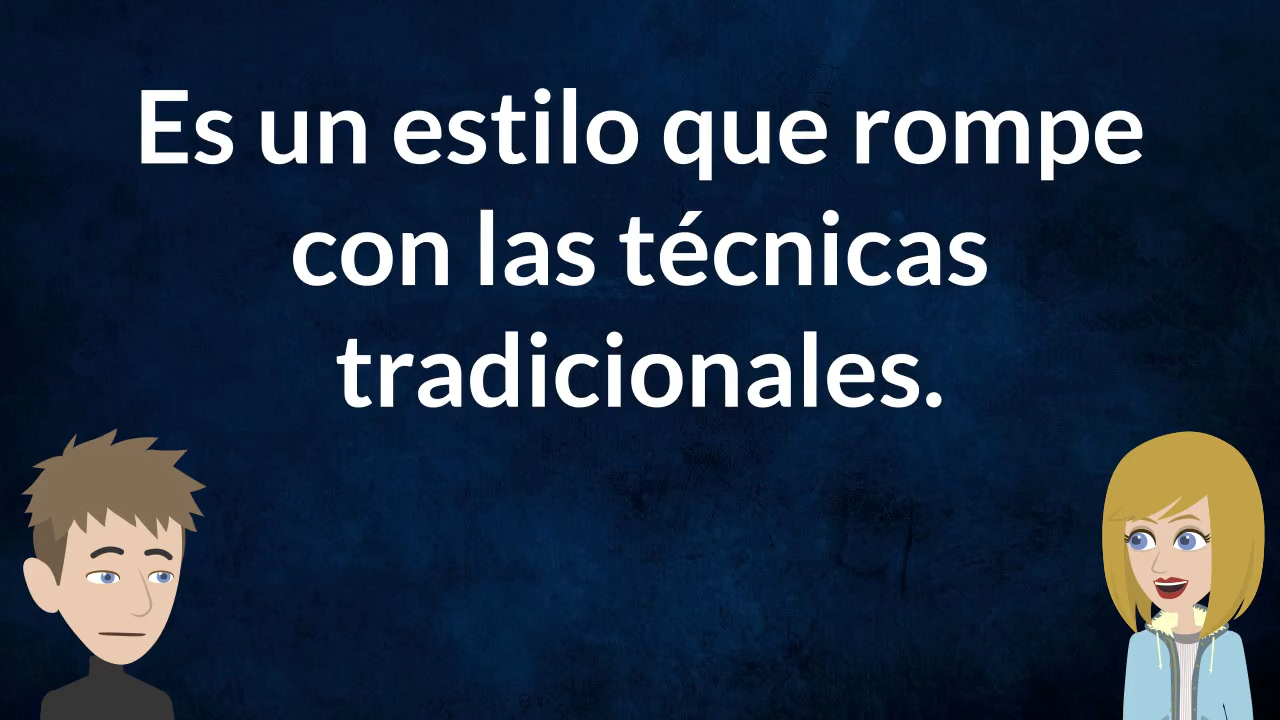 Es un estilo que rompe
con las técnicas
tradicionales.